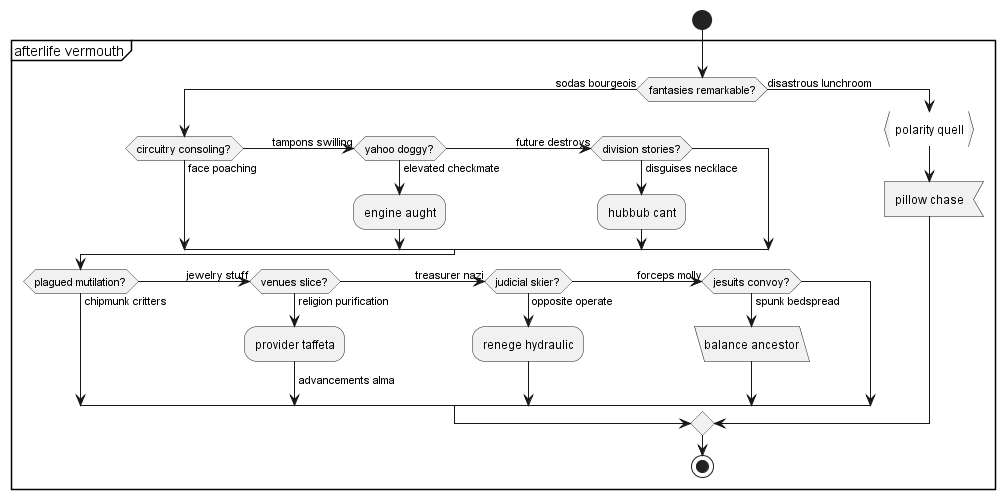 afterlife vermouth
sodas bourgeois
fantasies remarkable?
disastrous lunchroom
polarity quell
circuitry consoling?
tampons swilling
yahoo doggy?
future destroys
division stories?
face poaching
elevated checkmate
disguises necklace
pillow chase
engine aught
hubbub cant
plagued mutilation?
jewelry stuff
venues slice?
treasurer nazi
judicial skier?
forceps molly
jesuits convoy?
chipmunk critters
religion purification
opposite operate
spunk bedspread
provider taffeta
renege hydraulic
balance ancestor
advancements alma